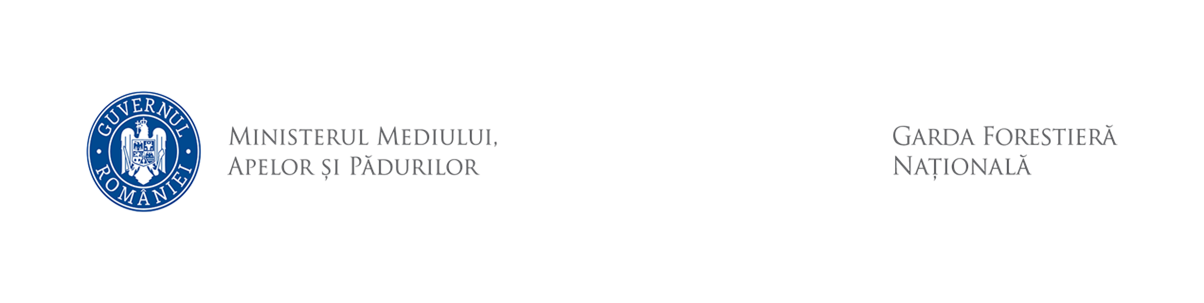 GUVERNUL
ROMÂNIEI
MINISTERUL MEDIULUI,
APELOR ȘI PĂDURILOR
GARDA FORESTIERĂ
NAȚIONALĂ